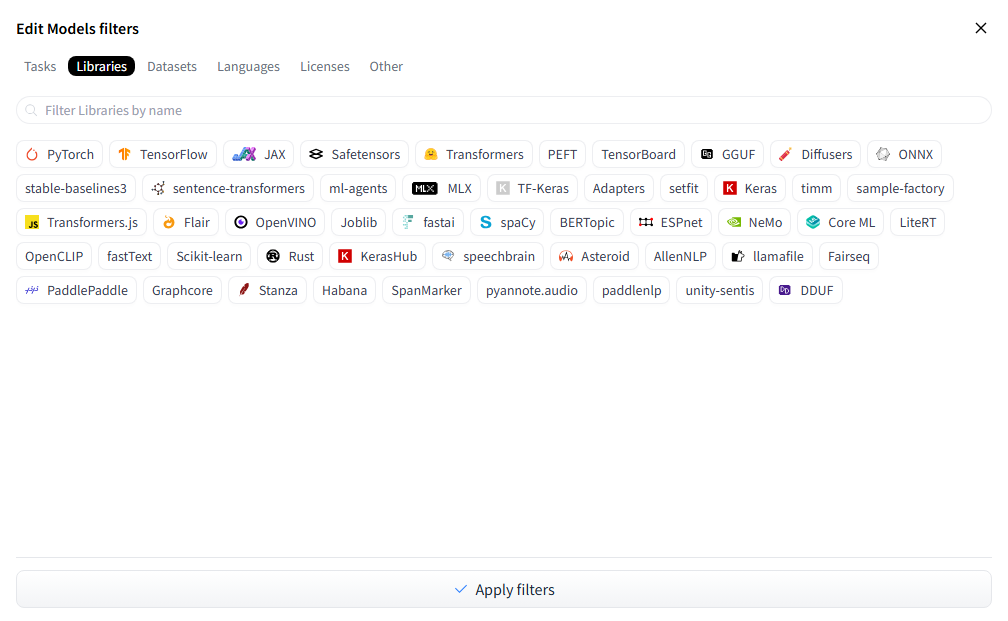 Edit Models filters
Tasks Libraries Datasets Languages Licenses Other
Filter Libraries by name
PyTorch TensorFlow JAX Safetensors Transformers PEFT TensorBoard GGUF Diffusers ONNX
stable-baselines3 sentence-transformers ml-agents MLX MLX TF-Keras Adapters setfit Keras timm sample-factory
Transformers.js Flair OpenVINO Joblib fastai spaCy BERTopic ESPnet NeMo Core ML LiteRT
OpenCLIP fastText Scikit-learn Rust KerasHub speechbrain Asteroid AllenNLP llamafile Fairseq
PaddlePaddle Graphcore Stanza Habana SpanMarker pyannote.audio paddlenlp unity-sentis DDUF
Apply filters